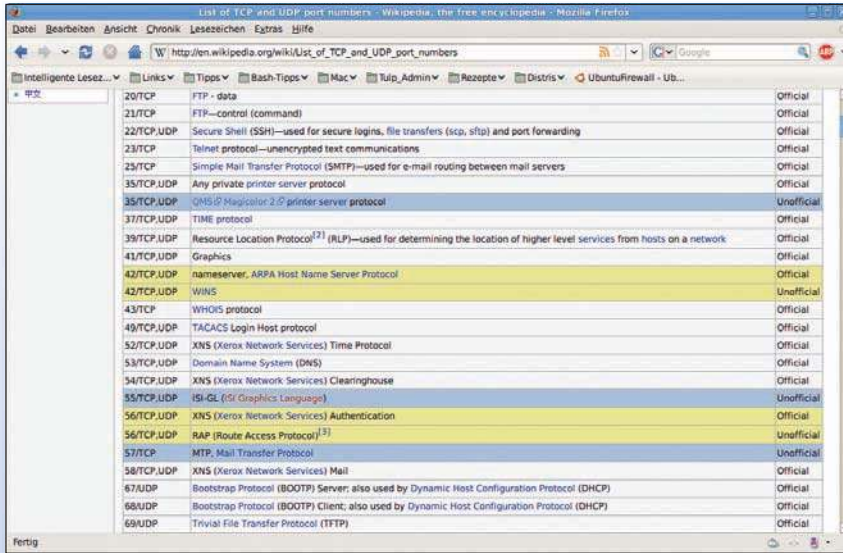 List of TCP and UDP port numbers - Wikipedia, the free encyclopedia - Mozilla Firefox
Datei Bearbeiten Ansicht Chronik Lesezeichen Extras Hilfe
http://en.wikipedia.org/wiki/List_of_TCP_and_UDP_port_numbers Google ABP
Intelligente Lesez... Links Tipps Bash-Tipps Mac Tulp_Admin Rezepte Distris UbuntuFirewall - Ub...
中文
20/TCP FTP - data Official
21/TCP FTP—control (command) Official
22/TCP,UDP Secure Shell (SSH)—used for secure logins, file transfers (scp, sftp) and port forwarding Official
23/TCP Telnet protocol—unencrypted text communications Official
25/TCP Simple Mail Transfer Protocol (SMTP)—used for e-mail routing between mail servers Official
35/TCP,UDP Any private printer server protocol Official
35/TCP,UDP QMS Magicolor 2 printer server protocol Unofficial
37/TCP,UDP TIME protocol Official
39/TCP,UDP Resource Location Protocol[2] (RLP)—used for determining the location of higher level services from hosts on a network Official
41/TCP,UDP Graphics Official
42/TCP,UDP nameserver, ARPA Host Name Server Protocol Official
42/TCP,UDP WINS Unofficial
43/TCP WHOIS protocol Official
49/TCP,UDP TACACS Login Host protocol Official
52/TCP,UDP XNS (Xerox Network Services) Time Protocol Official
53/TCP,UDP Domain Name System (DNS) Official
54/TCP,UDP XNS (Xerox Network Services) Clearinghouse Official
55/TCP,UDP ISI-GL (ISI Graphics Language) Unofficial
56/TCP,UDP XNS (Xerox Network Services) Authentication Official
56/TCP,UDP RAP (Route Access Protocol)[3] Unofficial
57/TCP MTP, Mail Transfer Protocol Unofficial
58/TCP,UDP XNS (Xerox Network Services) Mail Official
67/UDP Bootstrap Protocol (BOOTP) Server; also used by Dynamic Host Configuration Protocol (DHCP) Official
68/UDP Bootstrap Protocol (BOOTP) Client; also used by Dynamic Host Configuration Protocol (DHCP) Official
69/UDP Trivial File Transfer Protocol (TFTP) Official
Fertig